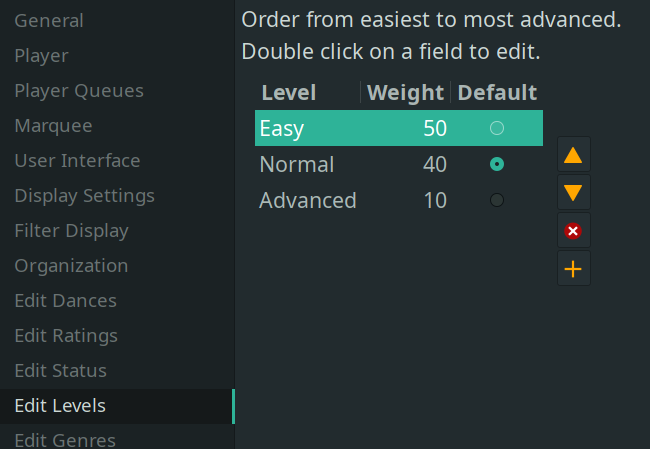 General
Player
Player Queues
Marquee
User Interface
Display Settings
Filter Display
Organization
Edit Dances
Edit Ratings
Edit Status
Edit Levels
Edit Genres
Order from easiest to most advanced.
Double click on a field to edit.
Level Weight Default
Easy 50
Normal 40
Advanced 10